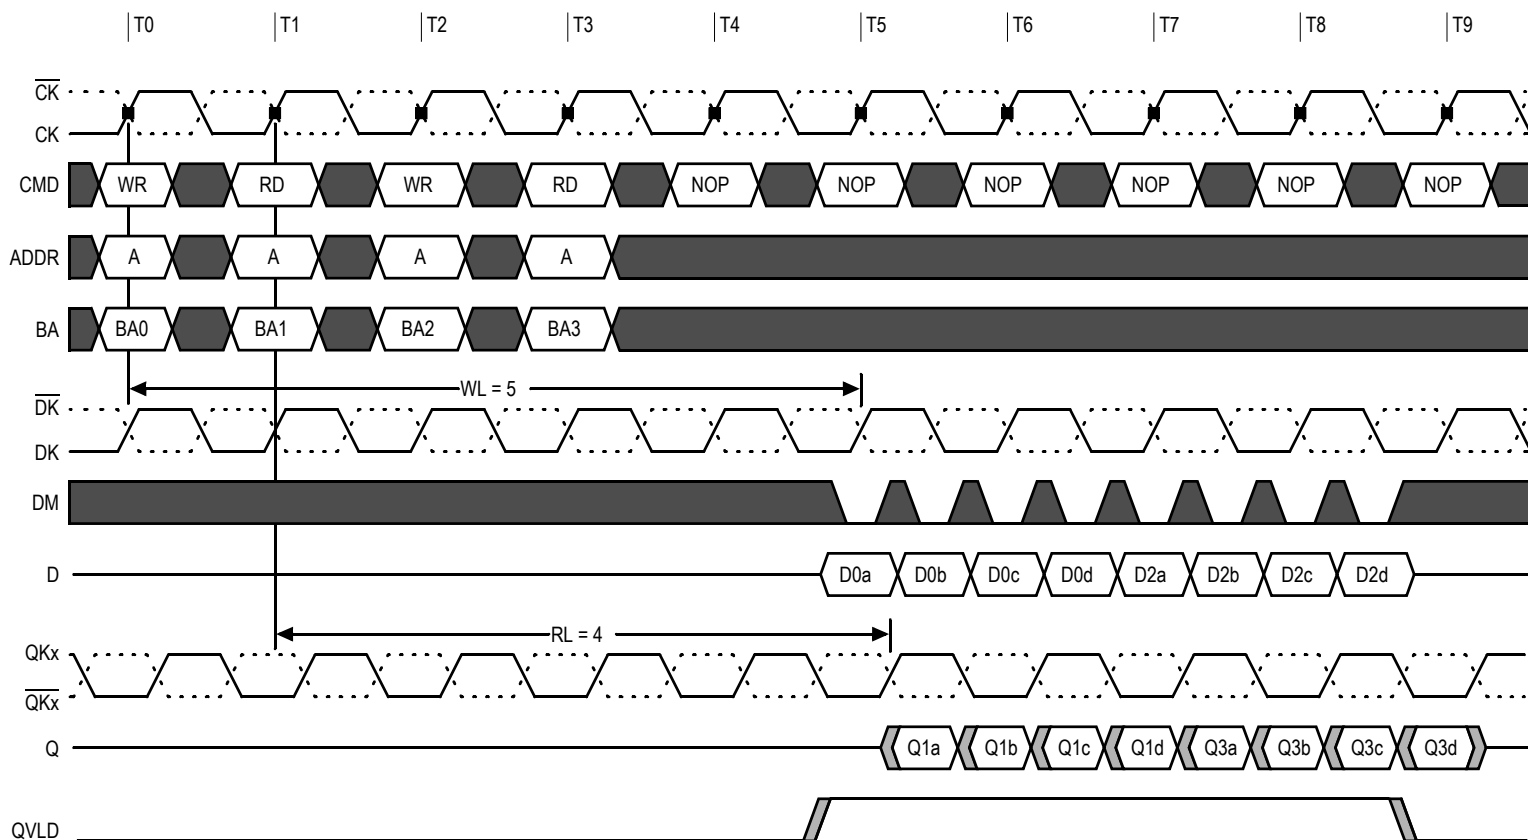 T0 T1 T2 T3 T4 T5 T6 T7 T8 T9
CK
CK
CMD WR RD WR RD NOP NOP NOP NOP NOP NOP
ADDR A A A A
BA BA0 BA1 BA2 BA3
WL = 5
DK
DK
DM
D D0a D0b D0c D0d D2a D2b D2c D2d
RL = 4
QKx
QKx
Q Q1a Q1b Q1c Q1d Q3a Q3b Q3c Q3d
QVLD